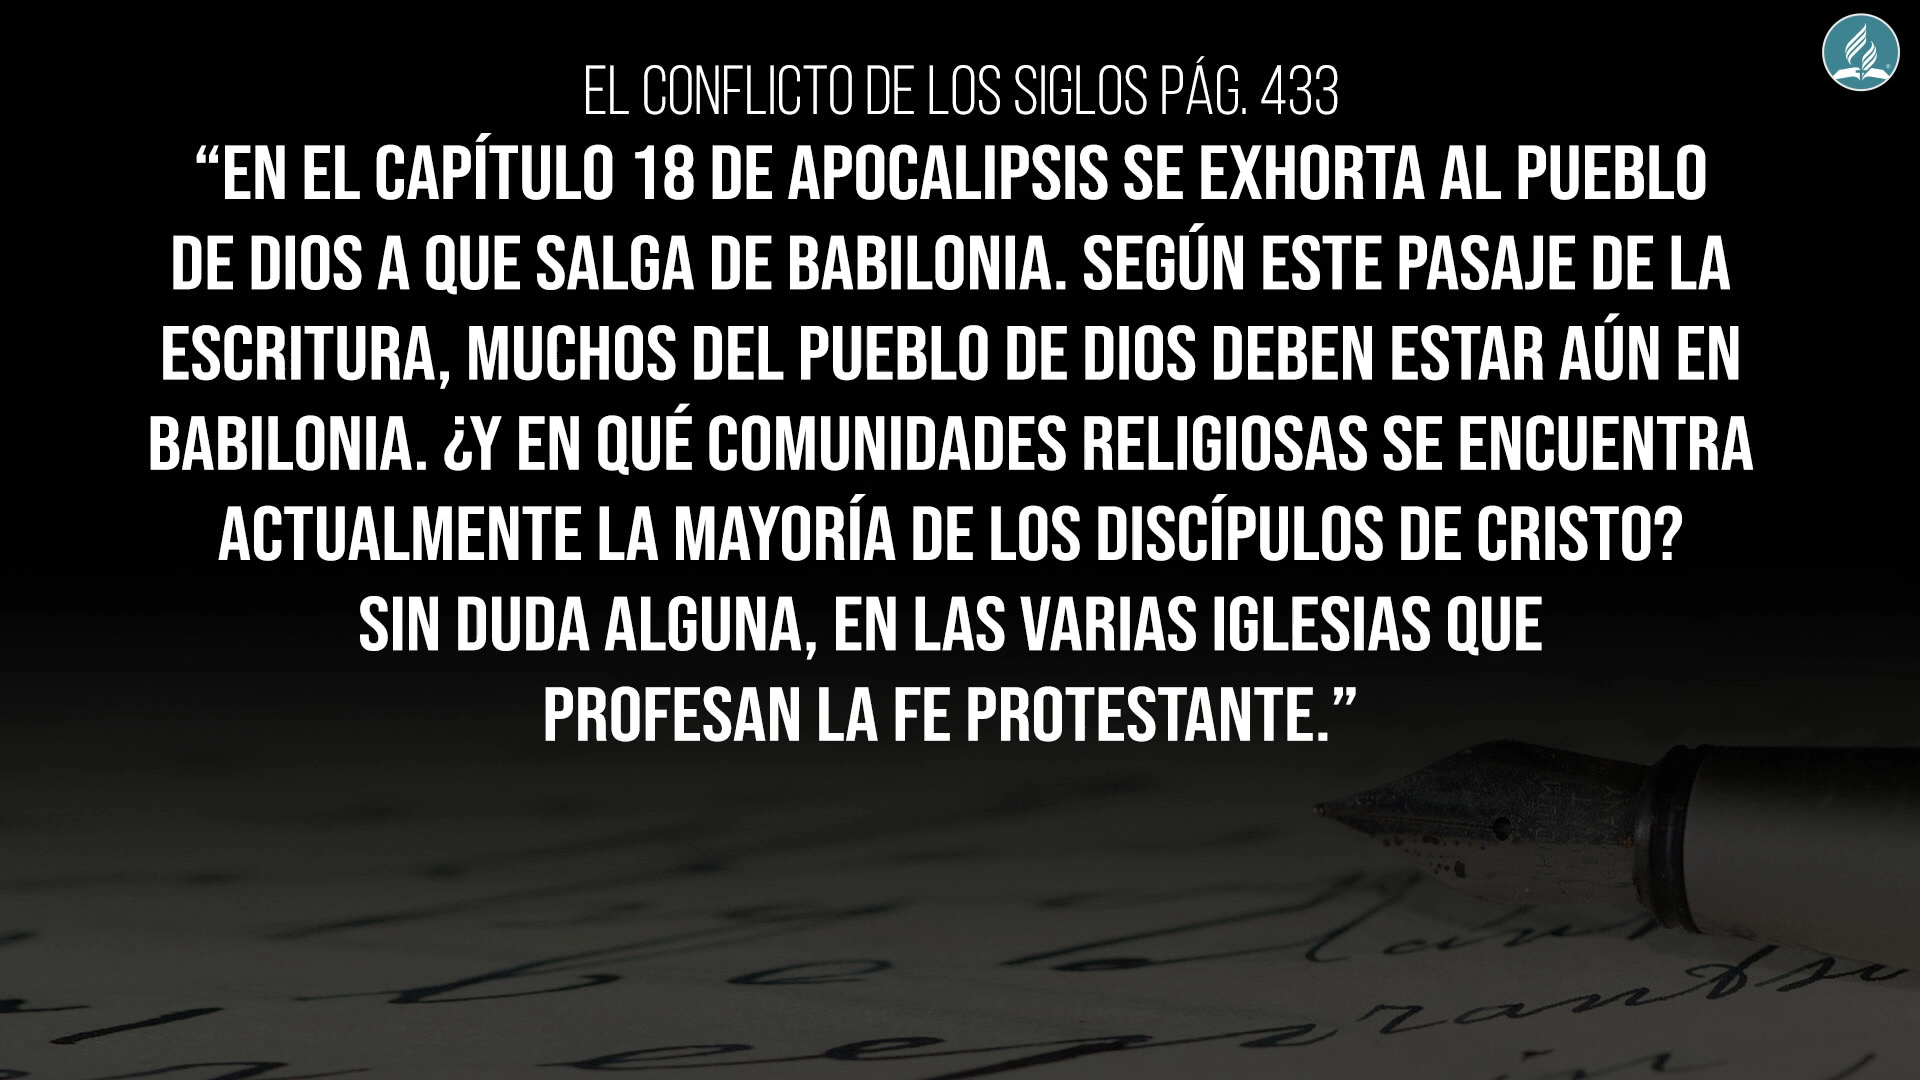 EL CONFLICTO DE LOS SIGLOS PÁG. 433
“EN EL CAPÍTULO 18 DE APOCALIPSIS SE EXHORTA AL PUEBLO
DE DIOS A QUE SALGA DE BABILONIA. SEGÚN ESTE PASAJE DE LA
ESCRITURA, MUCHOS DEL PUEBLO DE DIOS DEBEN ESTAR AÚN EN
BABILONIA. ¿Y EN QUÉ COMUNIDADES RELIGIOSAS SE ENCUENTRA
ACTUALMENTE LA MAYORÍA DE LOS DISCÍPULOS DE CRISTO?
SIN DUDA ALGUNA, EN LAS VARIAS IGLESIAS QUE
PROFESAN LA FE PROTESTANTE.”